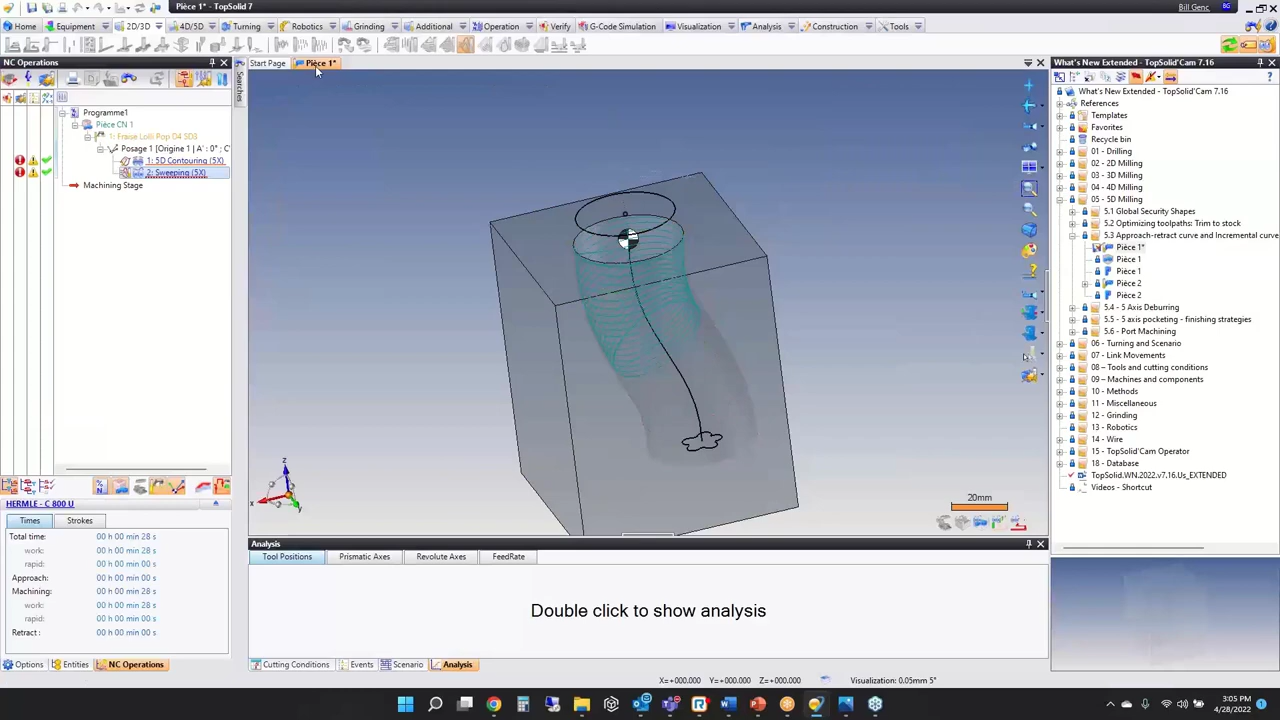 Pièce 1* - TopSolid 7
Bill Genc
BG
Home
Equipment
2D/3D
4D/5D
Turning
Robotics
Grinding
Additional
Operation
Verify
G-Code Simulation
Visualization
Analysis
Construction
Tools
NC Operations
Start Page
Pièce 1*
What's New Extended - TopSolid'Cam 7.16
Searches
Programme1
Pièce CN 1
1: Fraise Lolli Pop D4 SD3
Posage 1 [Origine 1 | A' : 0° ; C'
1: 5D Contouring (5X)
2: Sweeping (5X)
Machining Stage
What's New Extended - TopSolid'Cam 7.16
References
Templates
Favorites
Recycle bin
01 - Drilling
02 - 2D Milling
03 - 3D Milling
04 - 4D Milling
05 - 5D Milling
5.1 Global Security Shapes
5.2 Optimizing toolpaths: Trim to stock
5.3 Approach-retract curve and Incremental curve
Pièce 1*
Pièce 1
Pièce 1
Pièce 2
Pièce 2
5.4 - 5 Axis Deburring
5.5 - 5 axis pocketing - finishing strategies
5.6 - Port Machining
06 - Turning and Scenario
07 - Link Movements
08 – Tools and cutting conditions
09 – Machines and components
10 - Methods
11 - Miscellaneous
12 - Grinding
13 - Robotics
14 - Wire
15 - TopSolid'Cam Operator
18 - Database
TopSolid.WN.2022.v7.16.Us_EXTENDED
Videos - Shortcut
z
x
y
20mm
HERMLE - C 800 U
Times
Strokes
Total time: 00 h 00 min 28 s
work: 00 h 00 min 28 s
rapid: 00 h 00 min 00 s
Approach: 00 h 00 min 00 s
Machining: 00 h 00 min 28 s
work: 00 h 00 min 28 s
rapid: 00 h 00 min 00 s
Retract : 00 h 00 min 00 s
Analysis
Tool Positions
Prismatic Axes
Revolute Axes
FeedRate
Double click to show analysis
Options
Entities
NC Operations
Cutting Conditions
Events
Scenario
Analysis
X=+000.000 Y=+000.000 Z=+000.000
Visualization: 0.05mm 5°
3:05 PM
4/28/2022